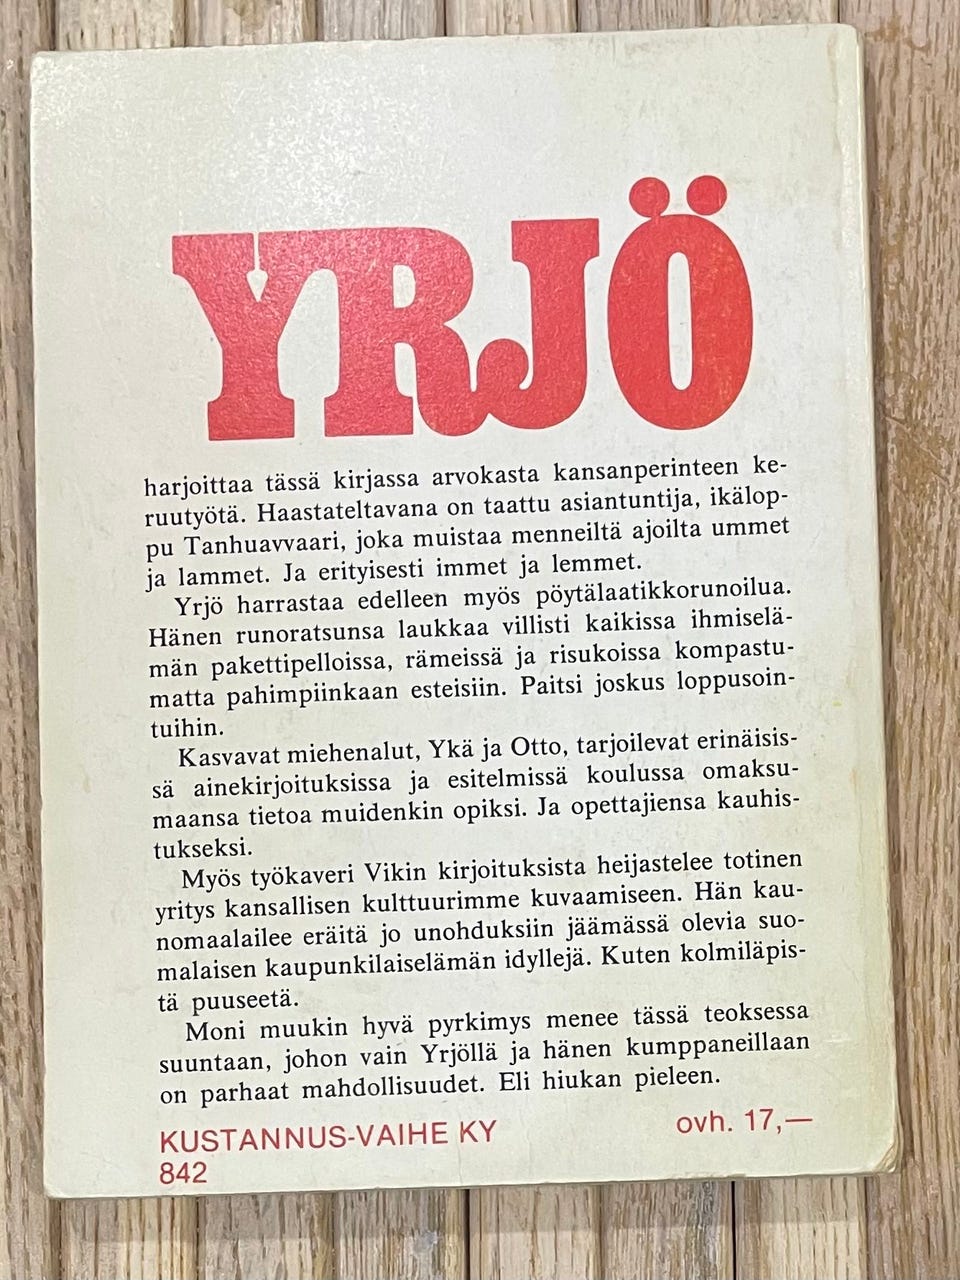 YRJÖ
harjoittaa tässä kirjassa arvokasta kansanperinteen ke-
ruutyötä. Haastateltavana on taattu asiantuntija, ikälop-
pu Tanhuavvaari, joka muistaa menneiltä ajoilta ummet
ja lammet. Ja erityisesti immet ja lemmet.
Yrjö harrastaa edelleen myös pöytälaatikkorunoilua.
Hänen runoratsunsa laukkaa villisti kaikissa ihmiselä-
män pakettipelloissa, rämeissä ja risukoissa kompastu-
matta pahimpiinkaan esteisiin. Paitsi joskus loppusoin-
tuihin.
Kasvavat miehenalut, Ykä ja Otto, tarjoilevat erinäisis-
sä ainekirjoituksissa ja esitelmissä koulussa omaksu-
maansa tietoa muidenkin opiksi. Ja opettajiensa kauhis-
tukseksi.
Myös työkaveri Vikin kirjoituksista heijastelee totinen
yritys kansallisen kulttuurimme kuvaamiseen. Hän kau-
nomaalailee eräitä jo unohduksiin jäämässä olevia suo-
malaisen kaupunkilaiselämän idyllejä. Kuten kolmiläpis-
tä puuseetä.
Moni muukin hyvä pyrkimys menee tässä teoksessa
suuntaan, johon vain Yrjöllä ja hänen kumppaneillaan
on parhaat mahdollisuudet. Eli hiukan pieleen.
KUSTANNUS-VAIHE KY ovh. 17,—
842